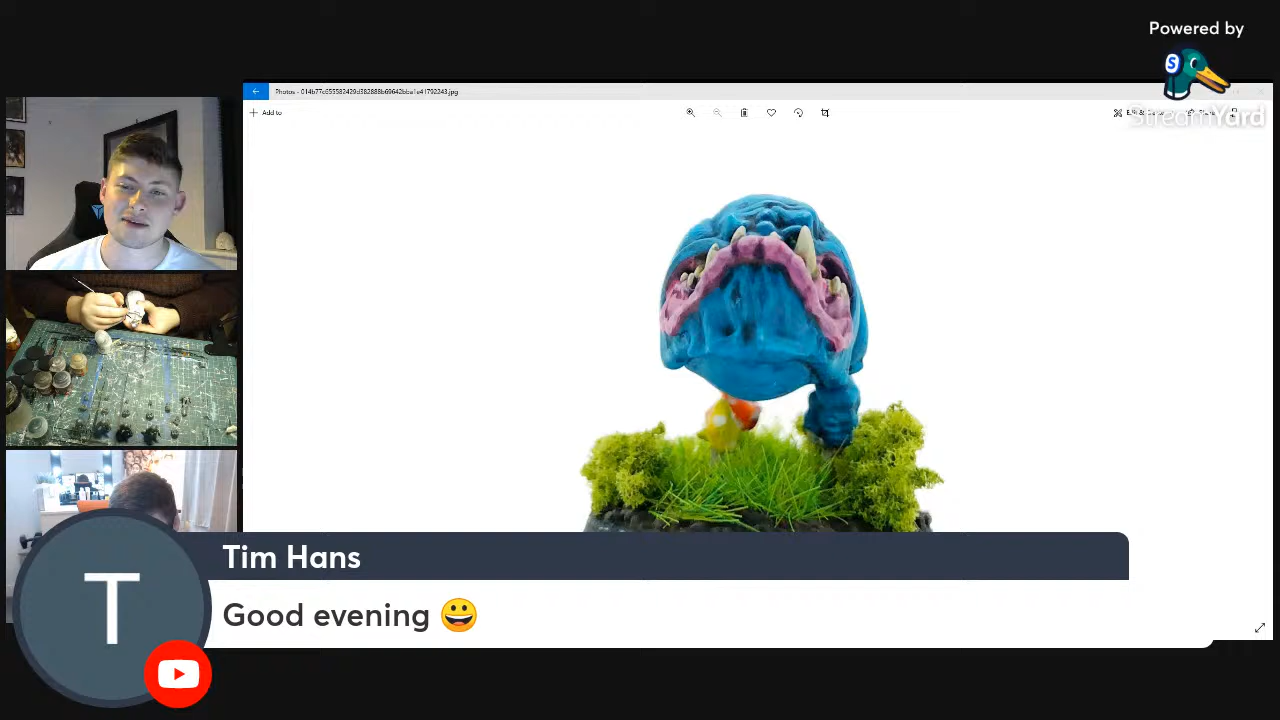 Powered by
StreamYard
Add to
Tim Hans
T
Good evening 😀